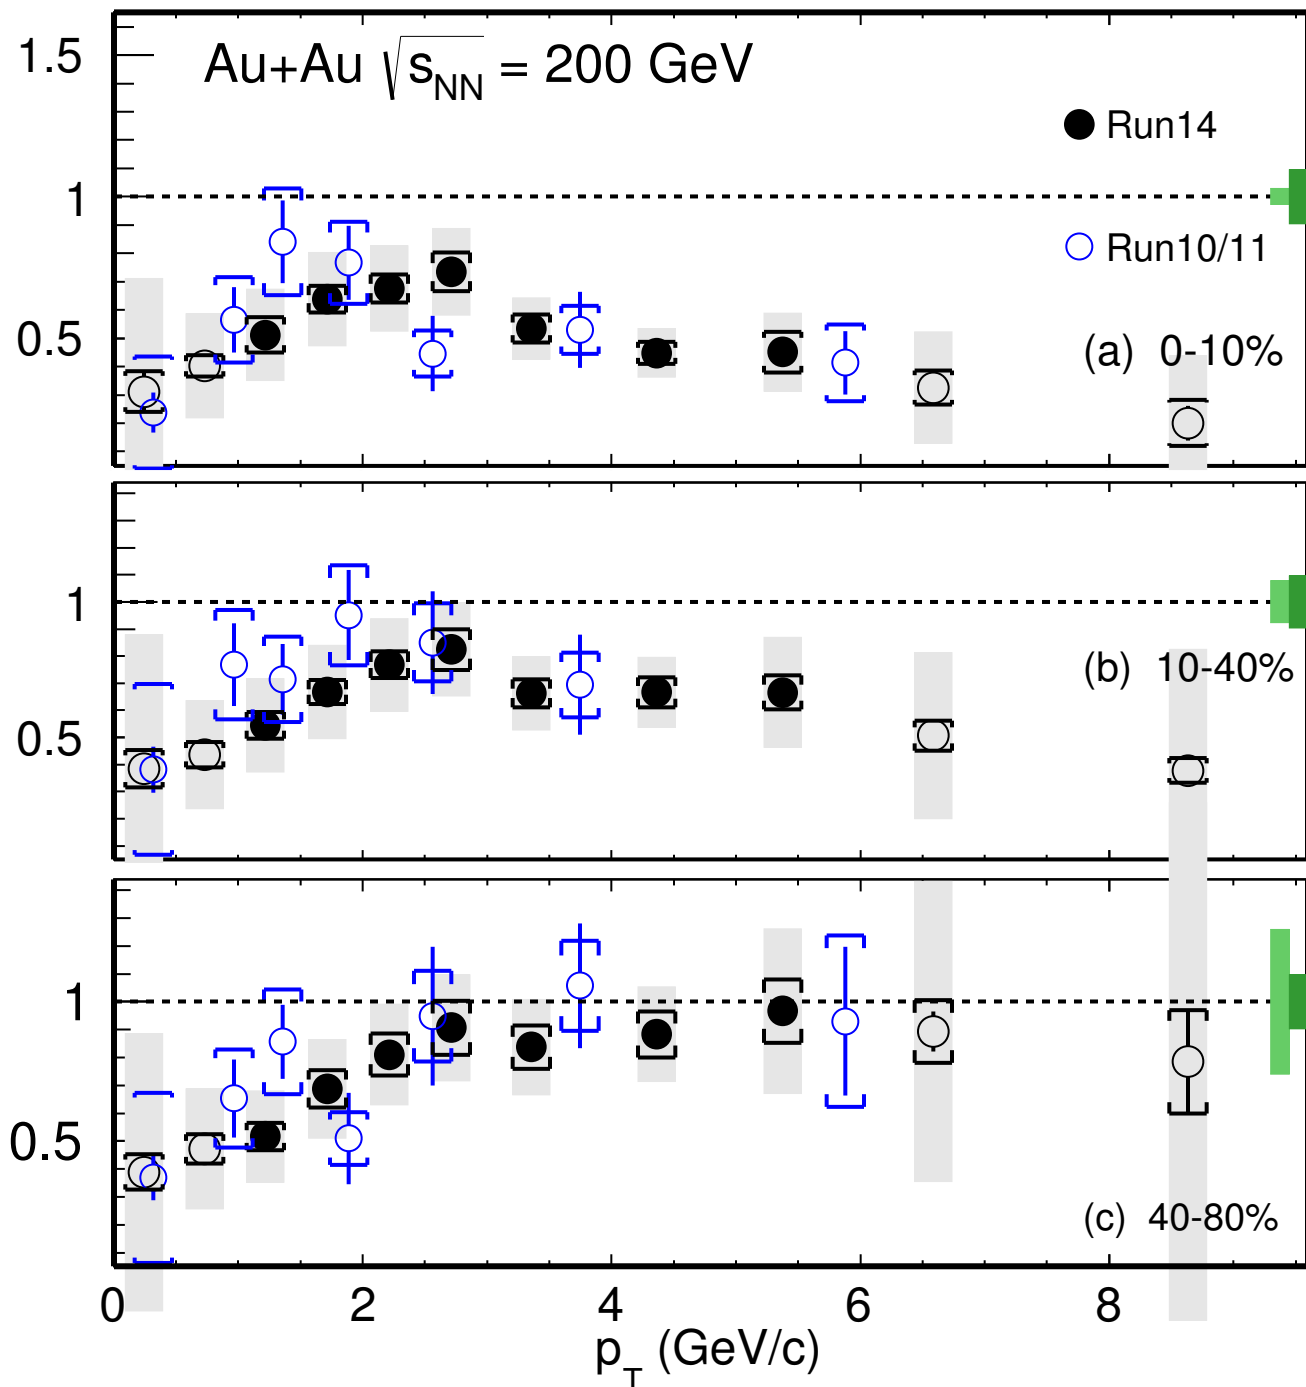 Au+Au √sNN = 200 GeV
1.5
Run14
1
Run10/11
0.5
(a) 0-10%
1
(b) 10-40%
0.5
1
0.5
(c) 40-80%
0 2 4 6 8
pT (GeV/c)